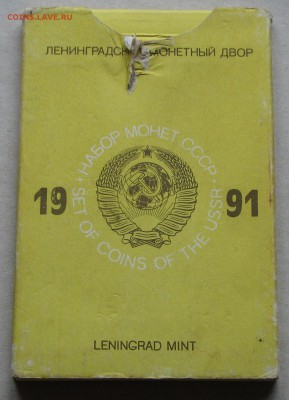 COINS.LAVE.RU
ЛЕНИНГРАДСКИЙ МОНЕТНЫЙ ДВОР
НАБОР МОНЕТ СССР
19 91
SET OF COINS OF THE USSR
LENINGRAD MINT